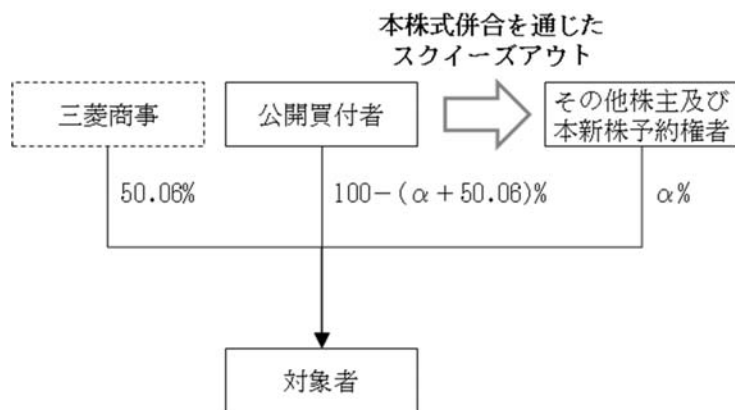 本株式併合を通じた
スクイーズアウト
三菱商事
公開買付者
その他株主及び
本新株予約権者
50.06%
100-(α+50.06)%
α%
対象者